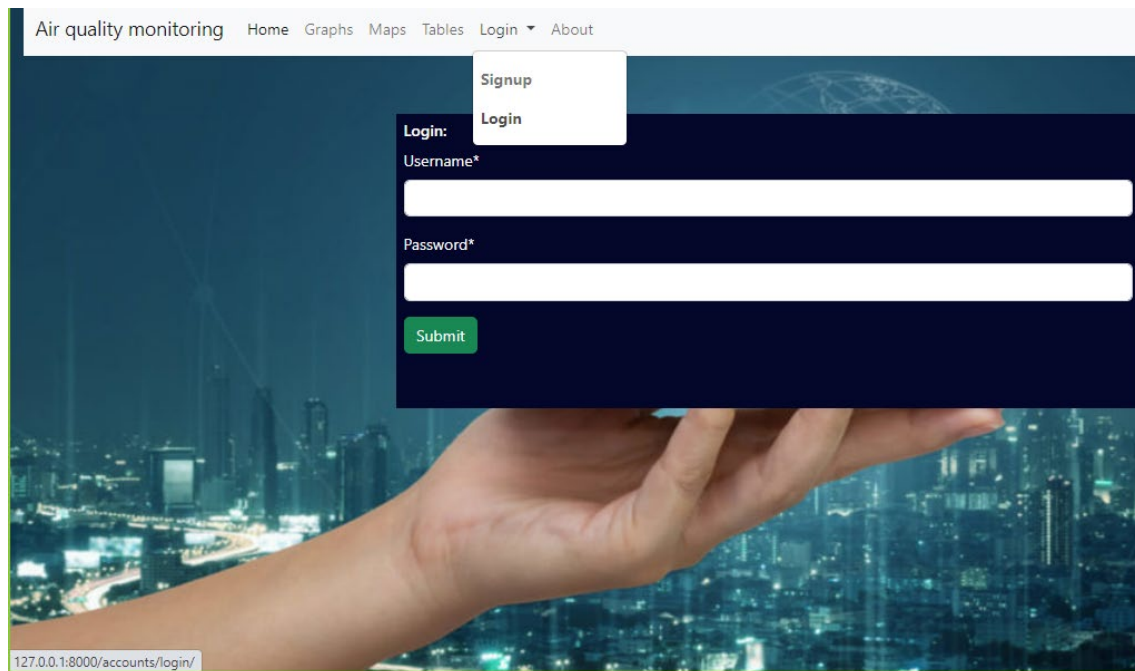 Air quality monitoring Home Graphs Maps Tables Login About
Signup
Login
Login:
Username*
Password*
Submit
127.0.0.1:8000/accounts/login/